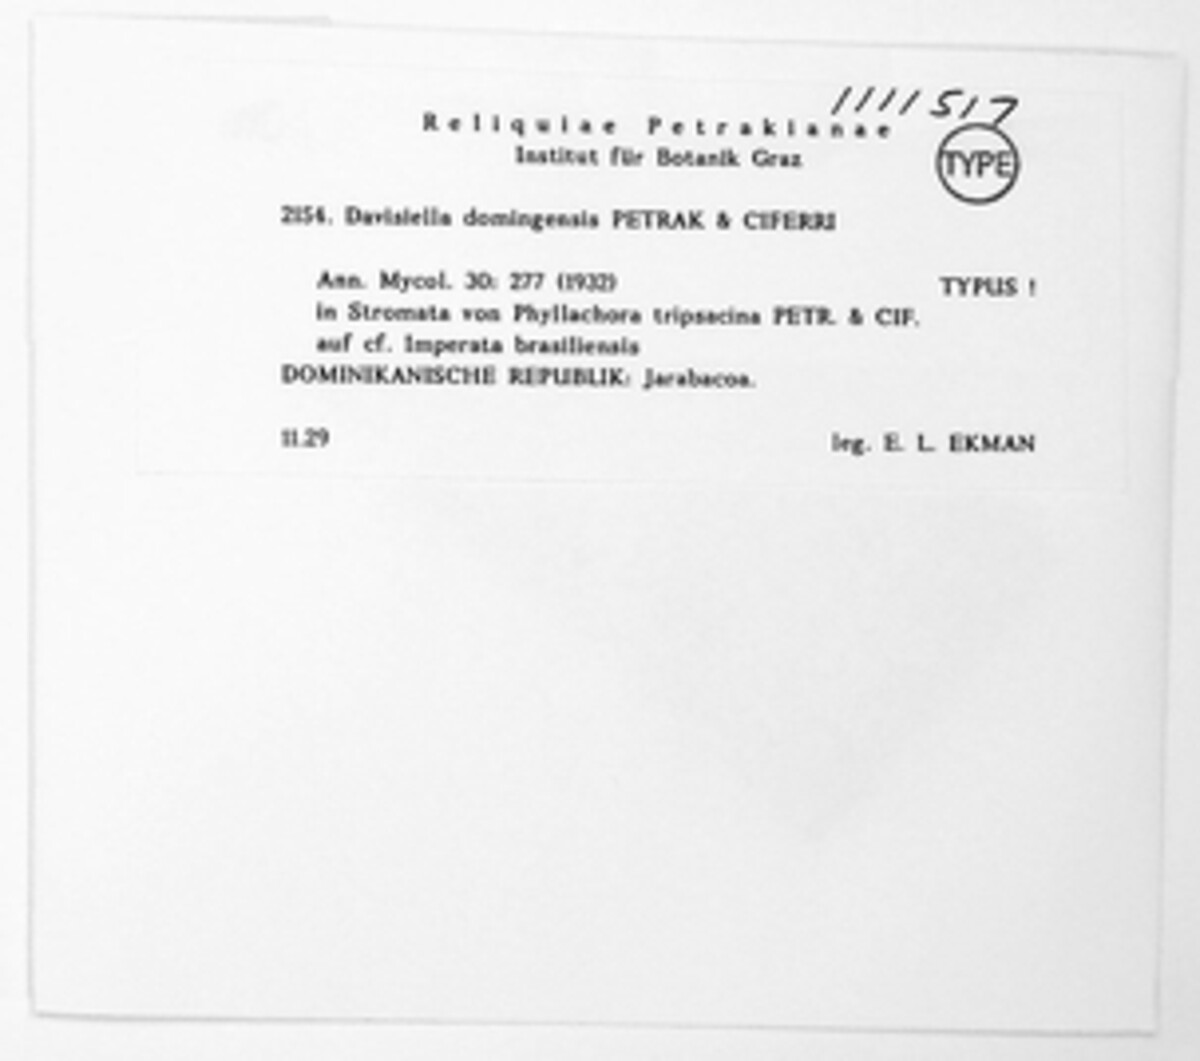 1111517
Reliquiae Petrakianae
Institut für Botanik Graz
TYPE
2154. Davisiella domingensis PETRAK & CIFERRI
Ann. Mycol. 30: 277 (1932) TYPUS !
in Stromata von Phyllachora tripsacina PETR. & CIF.
auf cf. Imperata brasiliensis
DOMINIKANISCHE REPUBLIK: Jarabacoa.
11.29 leg. E. L. EKMAN